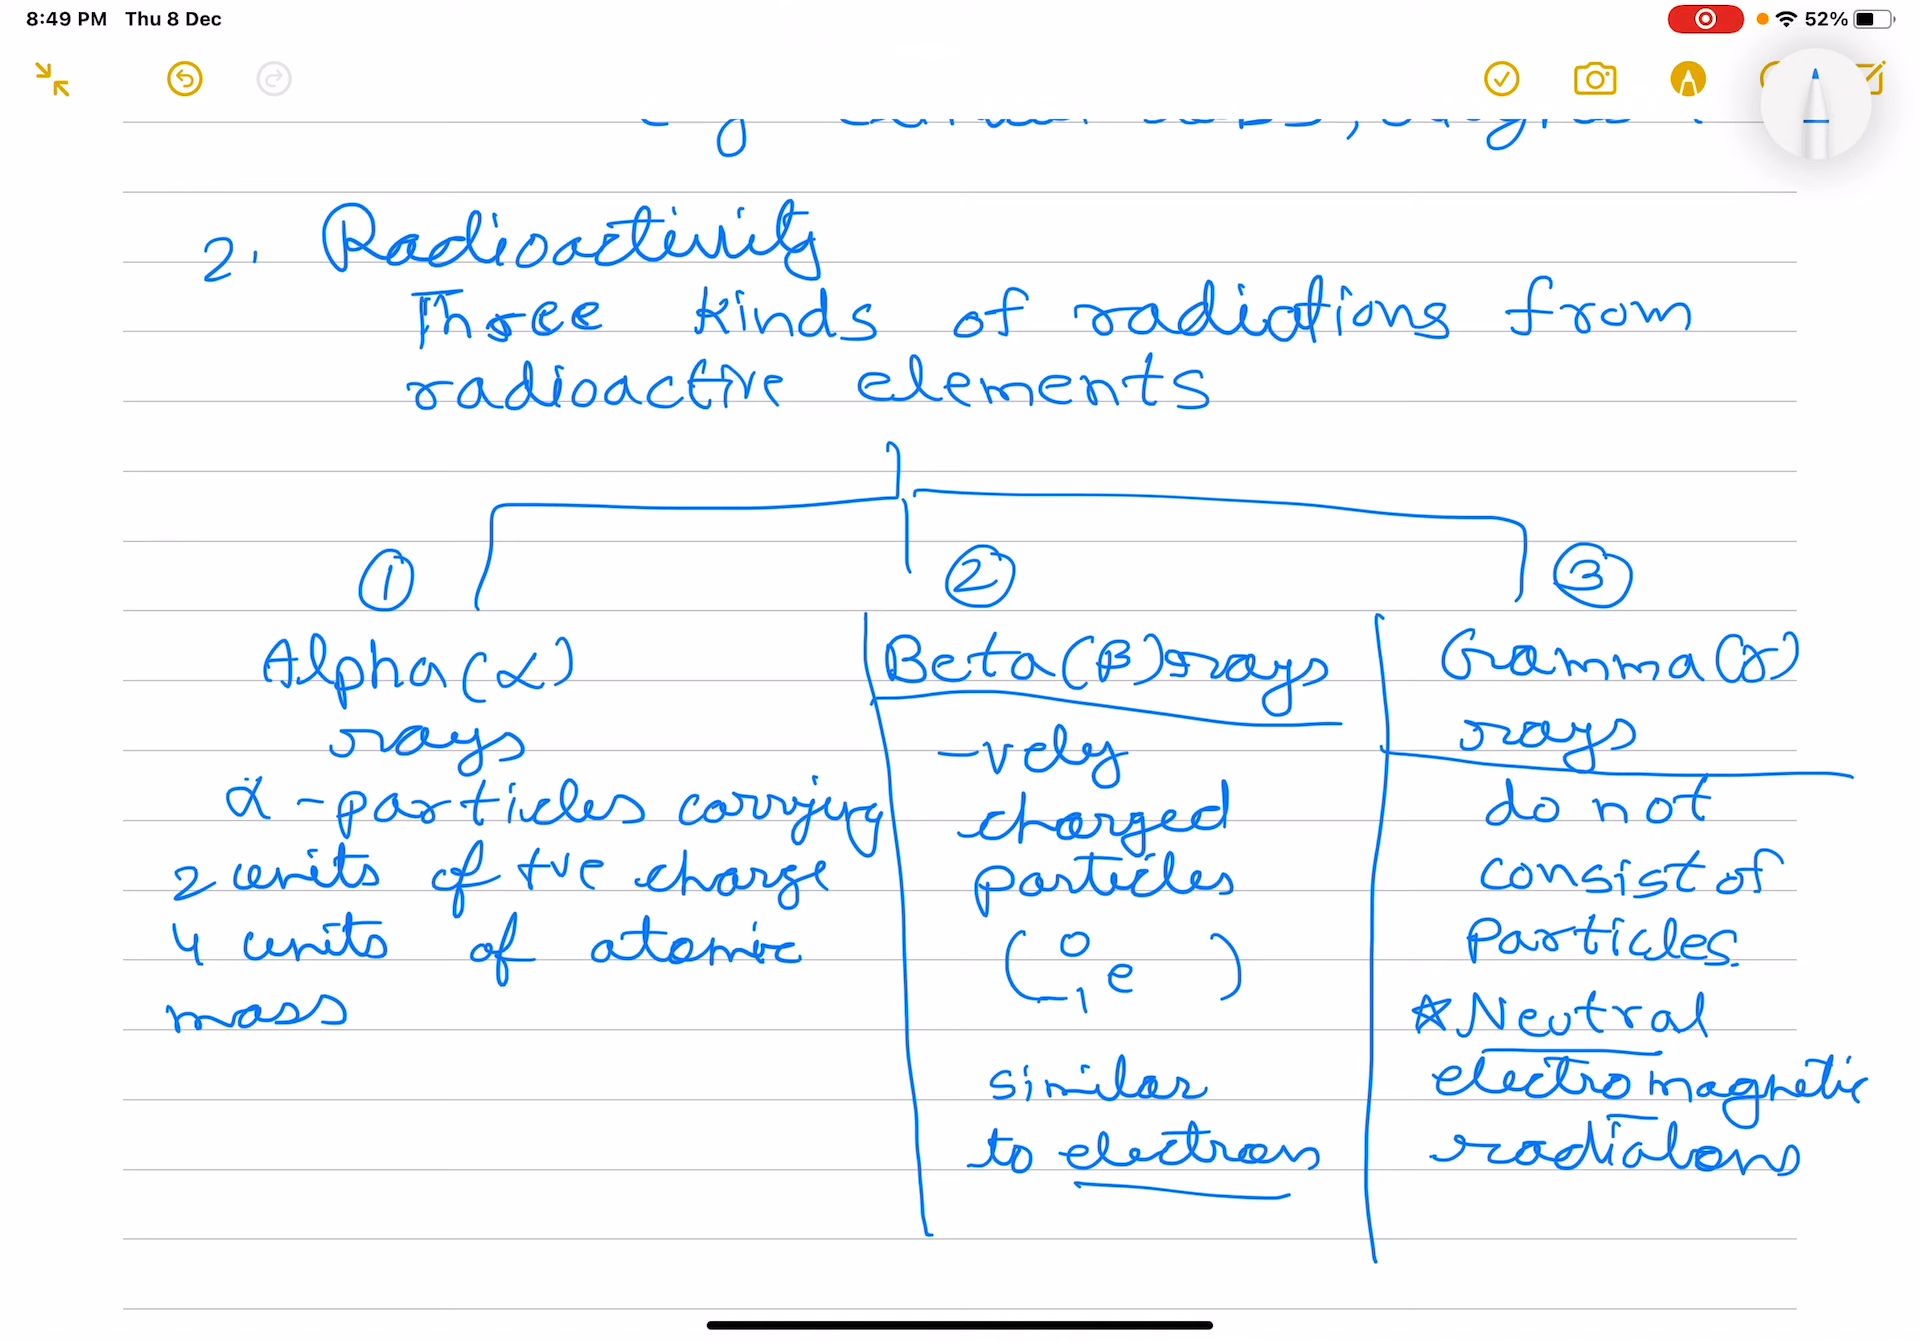 8:49 PM Thu 8 Dec
52%
2. Radioactivity
Three kinds of radiations from
radioactive elements
1
2
3
Alpha (α)
rays
α - particles carrying
2 units of +ve charge
4 units of atomic
mass
Beta (β) rays
-vely
charged
particles
( ⁰₋₁e )
similar
to electrons
Gamma (γ)
rays
do not
consist of
particles.
☆ Neutral
electromagnetic
radiations